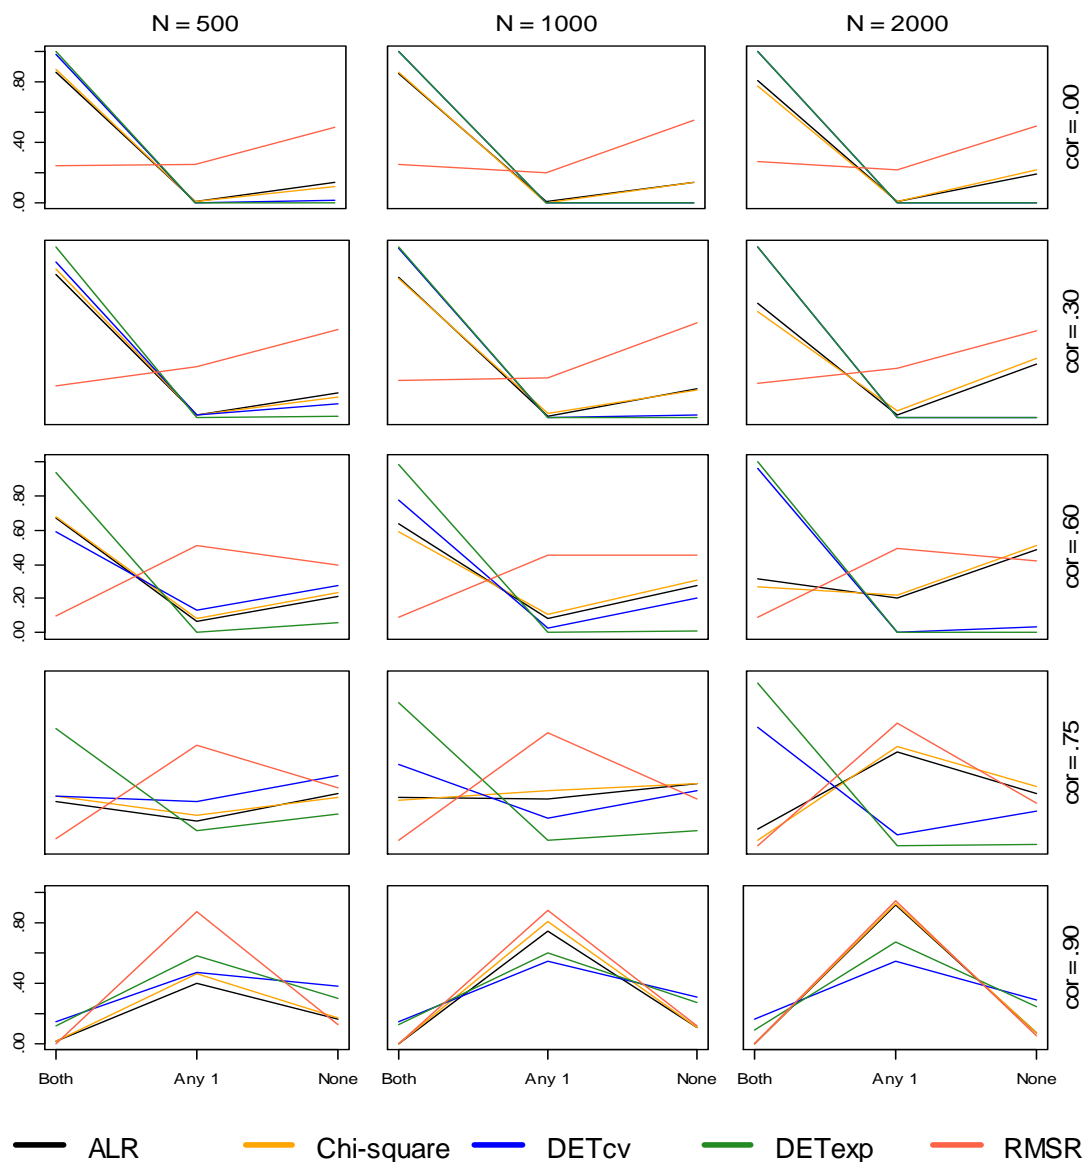 N = 500 N = 1000 N = 2000
.80
.40
.00
cor = .00
cor = .30
.80
.60
.40
.20
.00
cor = .60
cor = .75
.80
.40
.00
cor = .90
Both Any 1 None Both Any 1 None Both Any 1 None
ALR Chi-square DETcv DETexp RMSR